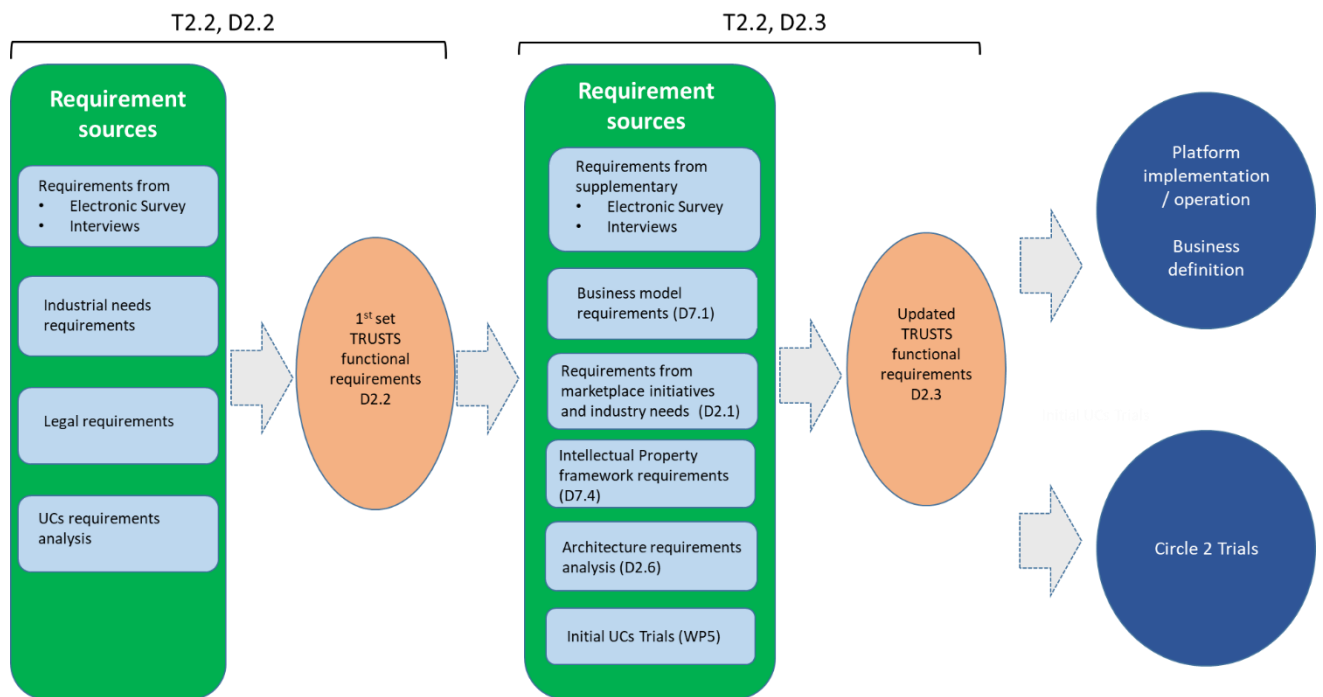 T2.2, D2.2
Requirement
sources
Requirements from
• Electronic Survey
• Interviews
Industrial needs
requirements
Legal requirements
UCs requirements
analysis
1st set
TRUSTS
functional
requirements
D2.2
T2.2, D2.3
Requirement
sources
Requirements from
supplementary
• Electronic Survey
• Interviews
Business model
requirements (D7.1)
Requirements from
marketplace initiatives
and industry needs (D2.1)
Intellectual Property
framework requirements
(D7.4)
Architecture requirements
analysis (D2.6)
Initial UCs Trials (WP5)
Updated
TRUSTS
functional
requirements
D2.3
Platform
implementation
/ operation
Business
definition
Circle 2 Trials